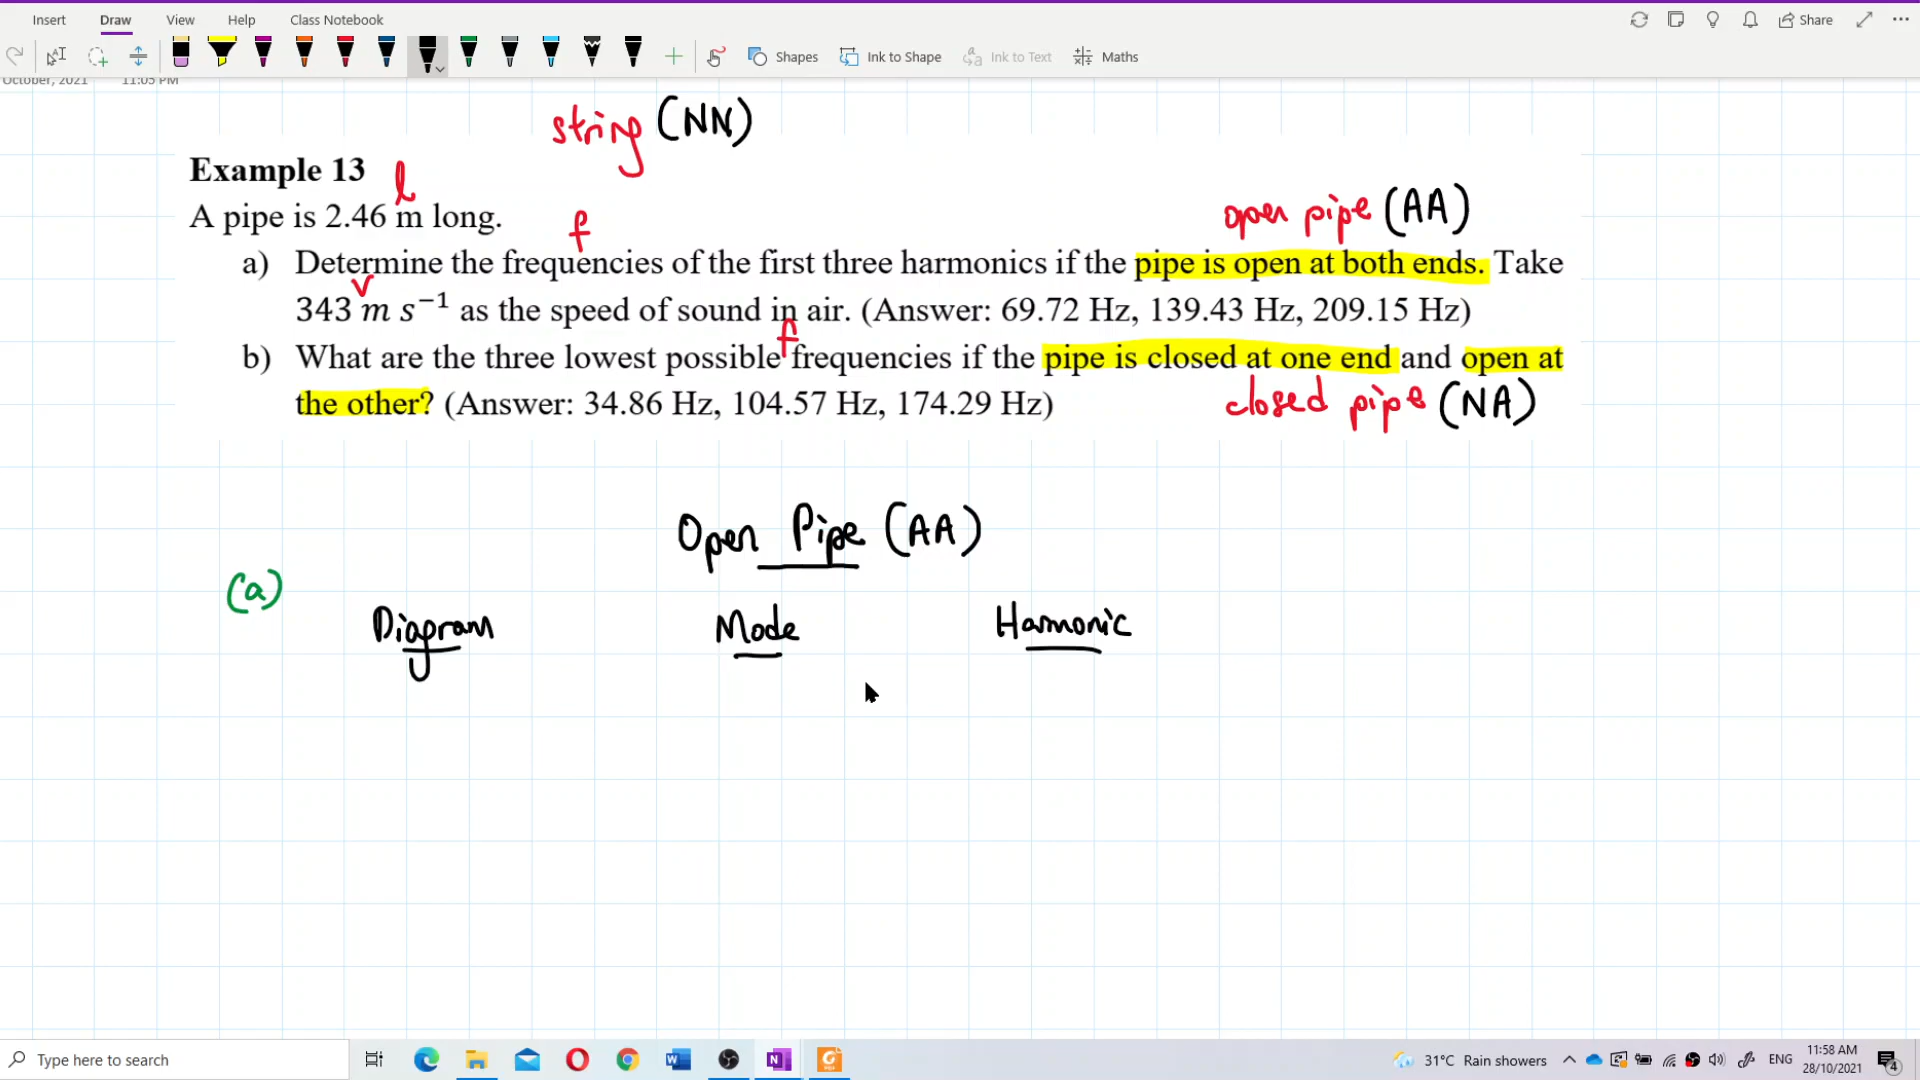 Insert Draw View Help Class Notebook Share
Shapes Ink to Shape Ink to Text Maths
October, 2021 11:05 PM
string (NN)
Example 13
l
A pipe is 2.46 m long.
f
open pipe (AA)
a) Determine the frequencies of the first three harmonics if the pipe is open at both ends. Take
v
343 m s⁻¹ as the speed of sound in air. (Answer: 69.72 Hz, 139.43 Hz, 209.15 Hz)
f
b) What are the three lowest possible frequencies if the pipe is closed at one end and open at
the other? (Answer: 34.86 Hz, 104.57 Hz, 174.29 Hz)
closed pipe (NA)
Open Pipe (AA)
(a)
Diagram Mode Harmonic
Type here to search
31°C Rain showers ENG 11:58 AM
28/10/2021 4